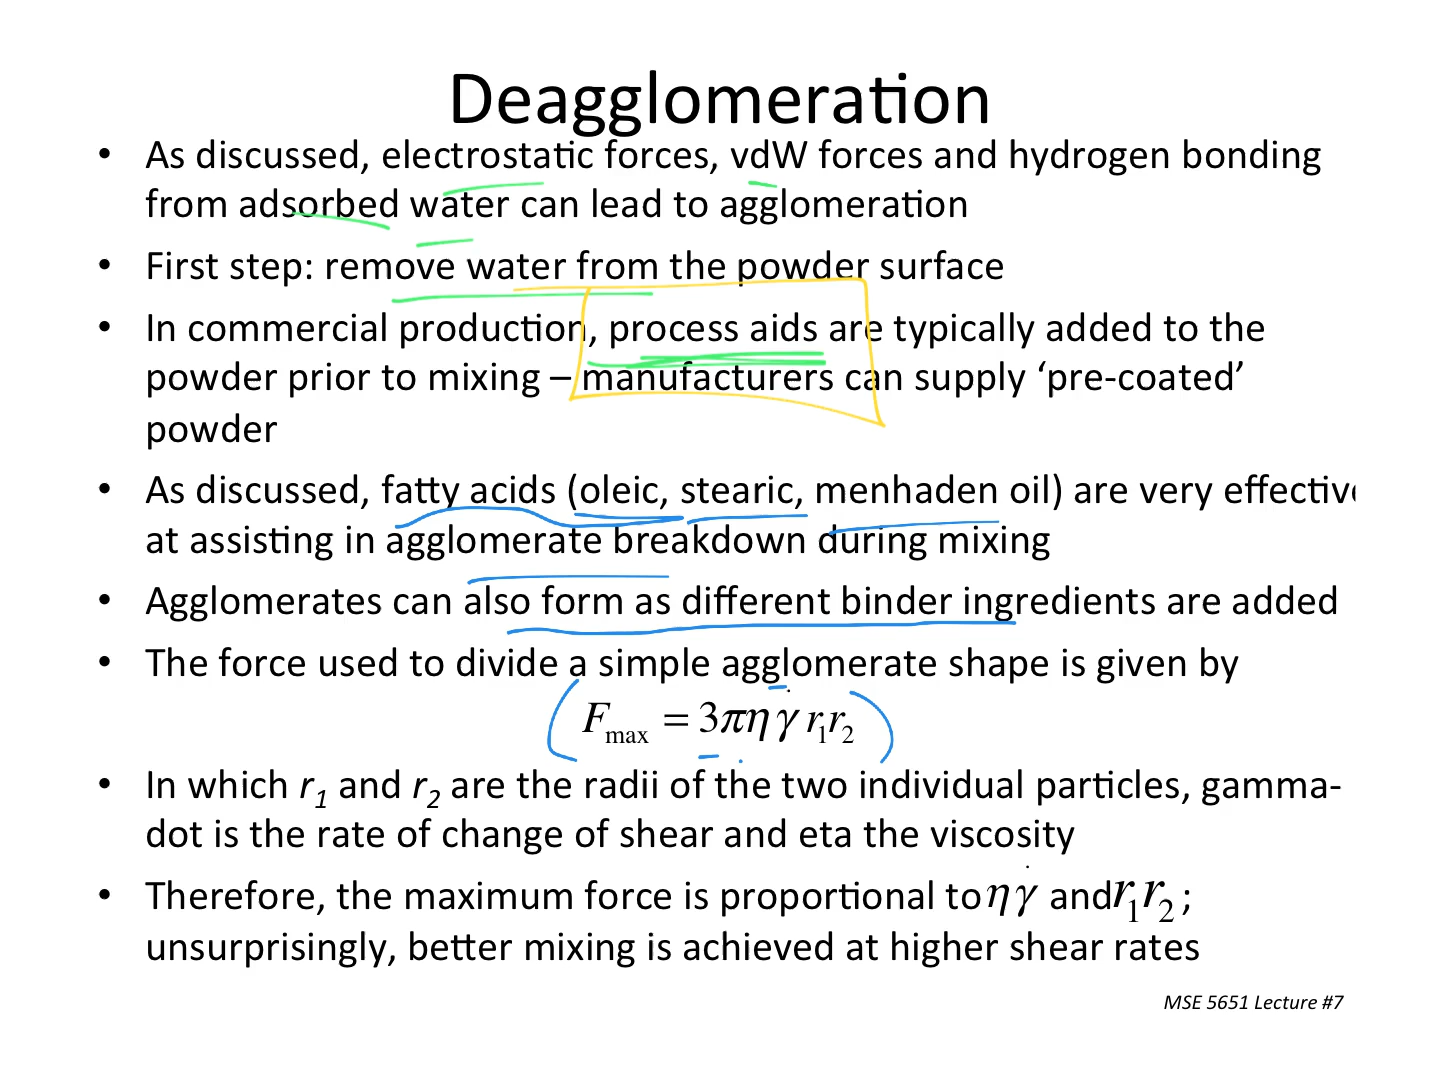 Deagglomeration
• As discussed, electrostatic forces, vdW forces and hydrogen bonding
from adsorbed water can lead to agglomeration
• First step: remove water from the powder surface
• In commercial production, process aids are typically added to the
powder prior to mixing – manufacturers can supply ‘pre-coated’
powder
• As discussed, fatty acids (oleic, stearic, menhaden oil) are very effective
at assisting in agglomerate breakdown during mixing
• Agglomerates can also form as different binder ingredients are added
• The force used to divide a simple agglomerate shape is given by
F_max = 3πηγ̇ r₁r₂
• In which r₁ and r₂ are the radii of the two individual particles, gamma-
dot is the rate of change of shear and eta the viscosity
• Therefore, the maximum force is proportional to ηγ̇ and r₁r₂ ;
unsurprisingly, better mixing is achieved at higher shear rates
MSE 5651 Lecture #7